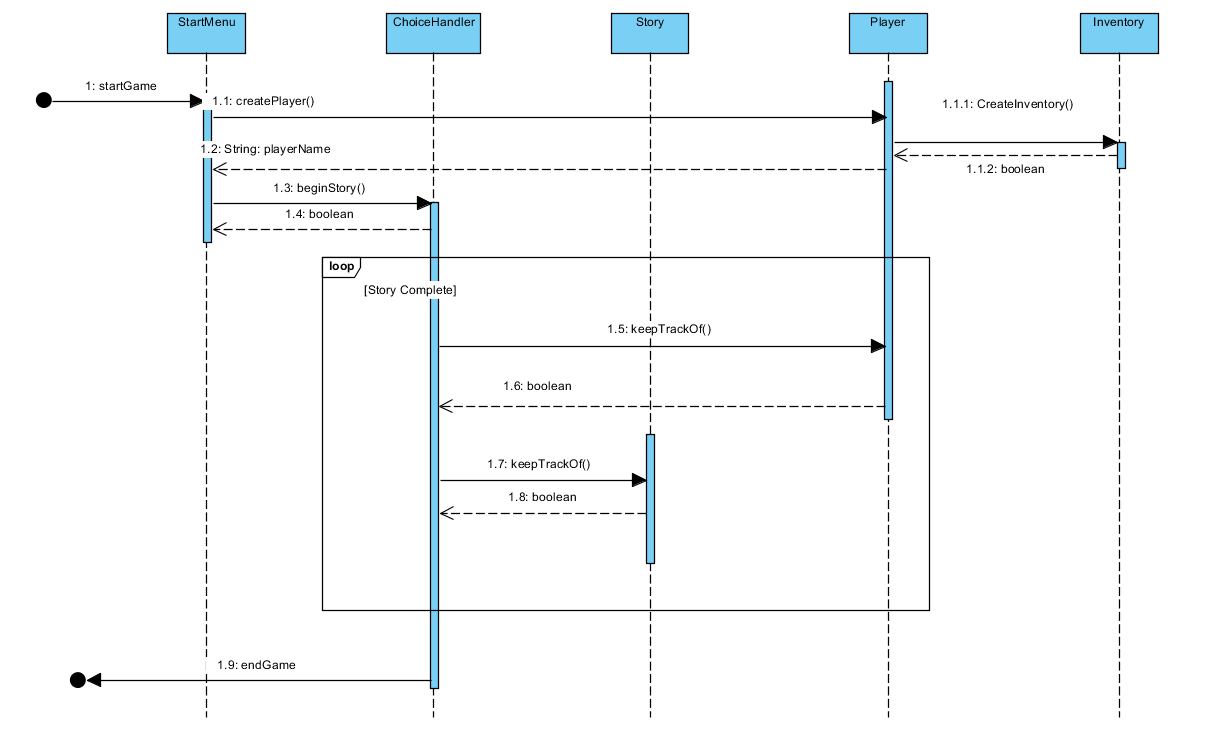 StartMenu
ChoiceHandler
Story
Player
Inventory
1: startGame
1.1: createPlayer()
1.1.1: CreateInventory()
1.2: String: playerName
1.1.2: boolean
1.3: beginStory()
1.4: boolean
loop
[Story Complete]
1.5: keepTrackOf()
1.6: boolean
1.7: keepTrackOf()
1.8: boolean
1.9: endGame